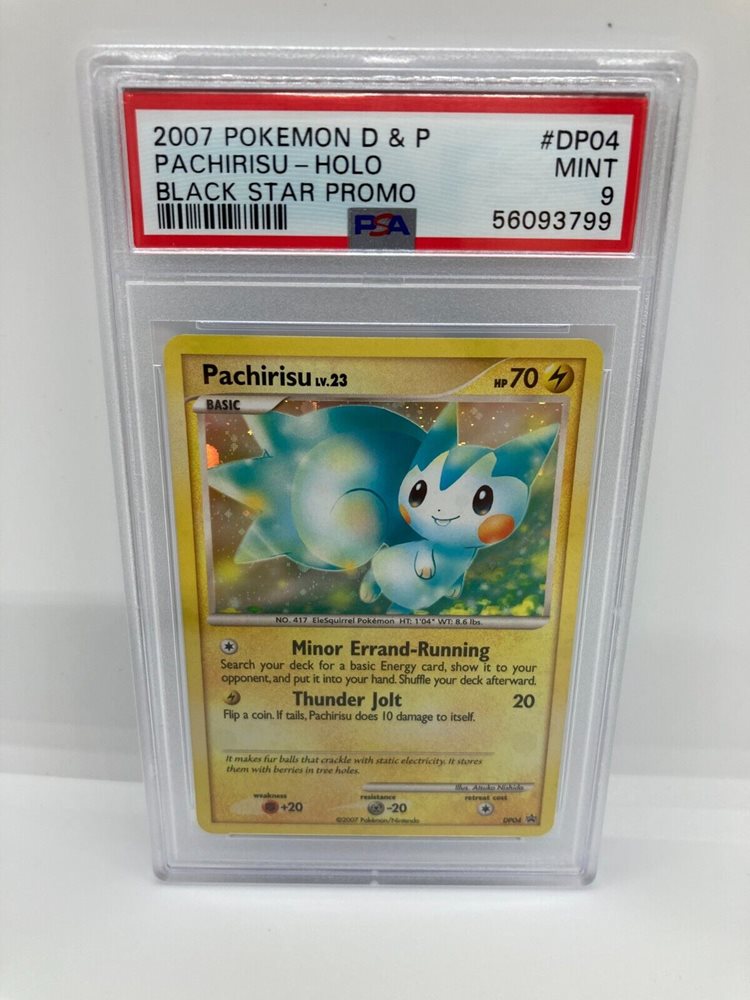 2007 POKEMON D & P #DP04
PACHIRISU - HOLO MINT
BLACK STAR PROMO 9
PSA 56093799
Pachirisu LV.23 HP 70
BASIC
NO. 417 EleSquirrel Pokémon HT: 1'04" WT: 8.6 lbs.
Minor Errand-Running
Search your deck for a basic Energy card, show it to your
opponent, and put it into your hand. Shuffle your deck afterward.
Thunder Jolt 20
Flip a coin. If tails, Pachirisu does 10 damage to itself.
It makes fur balls that crackle with static electricity. It stores
them with berries in tree holes.
Illus. Atsuko Nishida
weakness resistance retreat cost
+20 -20
©2007 Pokémon/Nintendo DP04